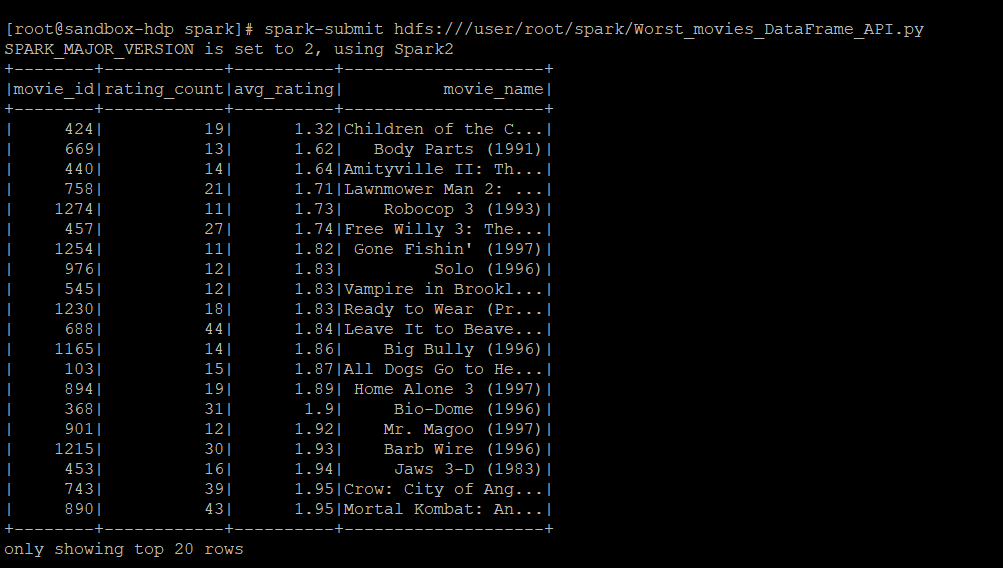 [root@sandbox-hdp spark]# spark-submit hdfs:///user/root/spark/Worst_movies_DataFrame_API.py
SPARK_MAJOR_VERSION is set to 2, using Spark2
+--------+------------+----------+--------------------+
|movie_id|rating_count|avg_rating|          movie_name|
+--------+------------+----------+--------------------+
|     424|          19|      1.32|Children of the C...|
|     669|          13|      1.62|   Body Parts (1991)|
|     440|          14|      1.64|Amityville II: Th...|
|     758|          21|      1.71|Lawnmower Man 2: ...|
|    1274|          11|      1.73|    Robocop 3 (1993)|
|     457|          27|      1.74|Free Willy 3: The...|
|    1254|          11|      1.82| Gone Fishin' (1997)|
|     976|          12|      1.83|         Solo (1996)|
|     545|          12|      1.83|Vampire in Brookl...|
|    1230|          18|      1.83|Ready to Wear (Pr...|
|     688|          44|      1.84|Leave It to Beave...|
|    1165|          14|      1.86|    Big Bully (1996)|
|     103|          15|      1.87|All Dogs Go to He...|
|     894|          19|      1.89| Home Alone 3 (1997)|
|     368|          31|       1.9|     Bio-Dome (1996)|
|     901|          12|      1.92|    Mr. Magoo (1997)|
|    1215|          30|      1.93|    Barb Wire (1996)|
|     453|          16|      1.94|     Jaws 3-D (1983)|
|     743|          39|      1.95|Crow: City of Ang...|
|     890|          43|      1.95|Mortal Kombat: An...|
+--------+------------+----------+--------------------+
only showing top 20 rows